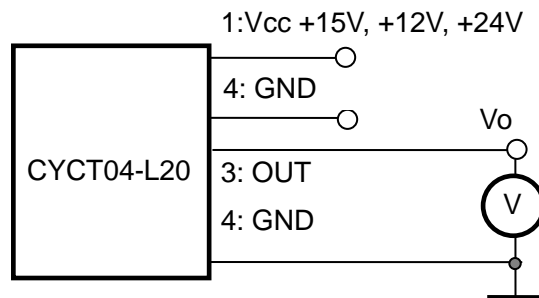 1:Vcc +15V, +12V, +24V
4: GND
Vo
CYCT04-L20
3: OUT
V
4: GND